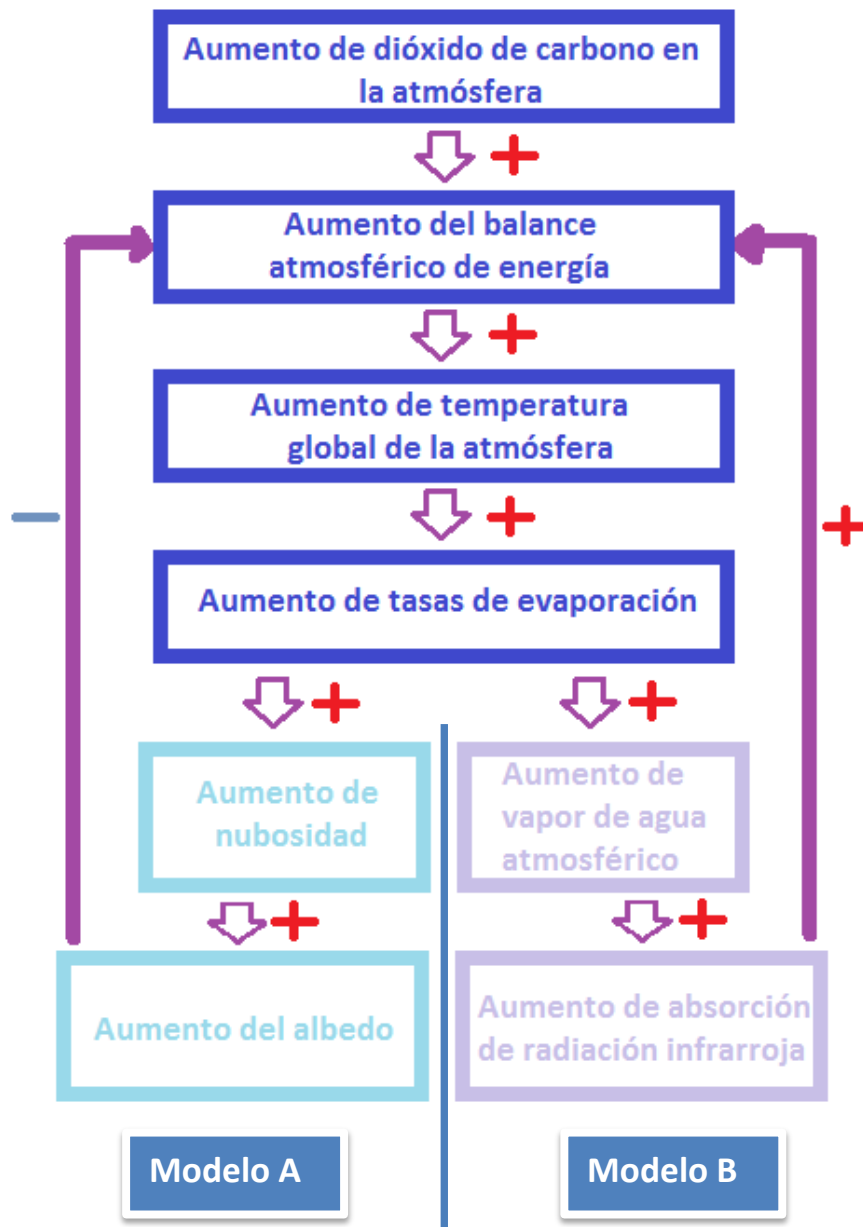 Aumento de dióxido de carbono en
la atmósfera
+
Aumento del balance
atmosférico de energía
+
Aumento de temperatura
global de la atmósfera
+
−
+
Aumento de tasas de evaporación
+
+
Aumento de
nubosidad
Aumento de
vapor de agua
atmosférico
+
+
Aumento del albedo
Aumento de absorción
de radiación infrarroja
Modelo A
Modelo B